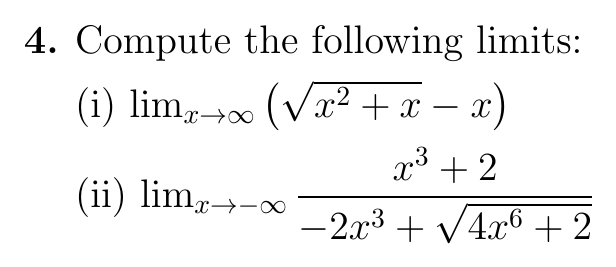 4. Compute the following limits:
(i) lim_{x→∞} (√(x² + x) − x)
(ii) lim_{x→−∞} (x³ + 2) / (−2x³ + √(4x⁶ + 2))